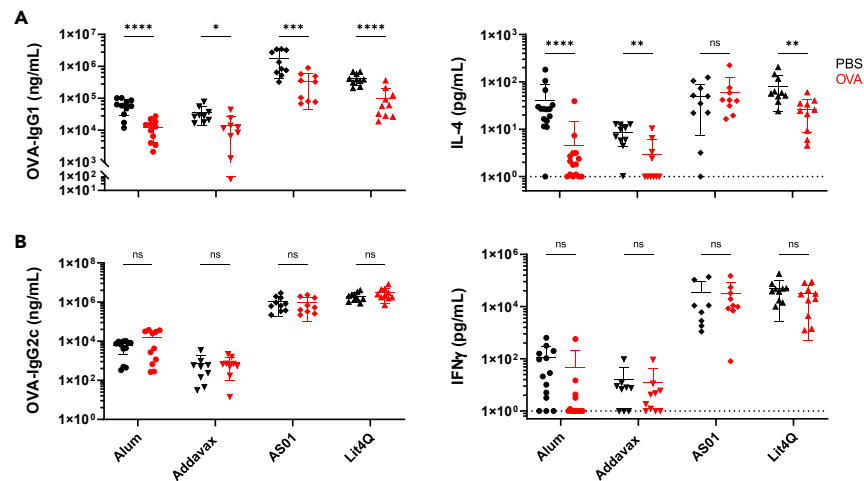 A
**** * *** ****
OVA-IgG1 (ng/mL)
1×10⁷
1×10⁶
1×10⁵
1×10⁴
1×10³
1×10²
1×10¹
**** ** ns **
IL-4 (pg/mL)
1×10³
1×10²
1×10¹
1×10⁰
PBS
OVA
B
ns ns ns ns
OVA-IgG2c (ng/mL)
1×10⁸
1×10⁶
1×10⁴
1×10²
1×10⁰
Alum Addavax AS01 Lit4Q
ns ns ns ns
IFNγ (pg/mL)
1×10⁶
1×10⁴
1×10²
1×10⁰
Alum Addavax AS01 Lit4Q